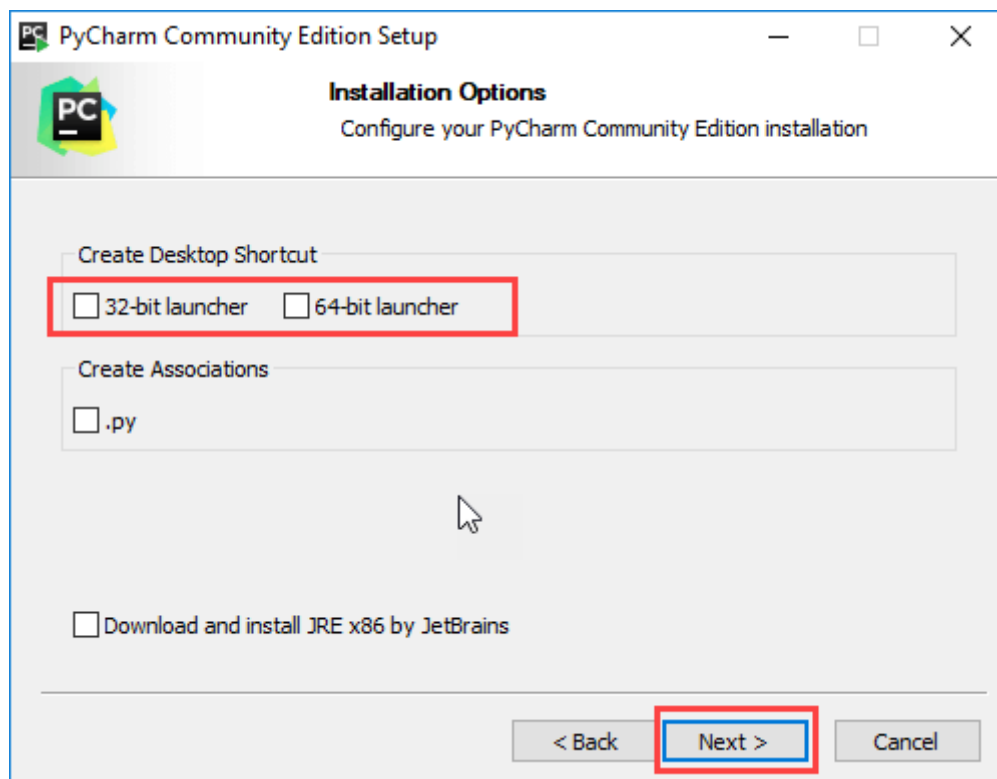 PC PyCharm Community Edition Setup
PC
Installation Options
Configure your PyCharm Community Edition installation
Create Desktop Shortcut
32-bit launcher 64-bit launcher
Create Associations
.py
Download and install JRE x86 by JetBrains
< Back Next > Cancel